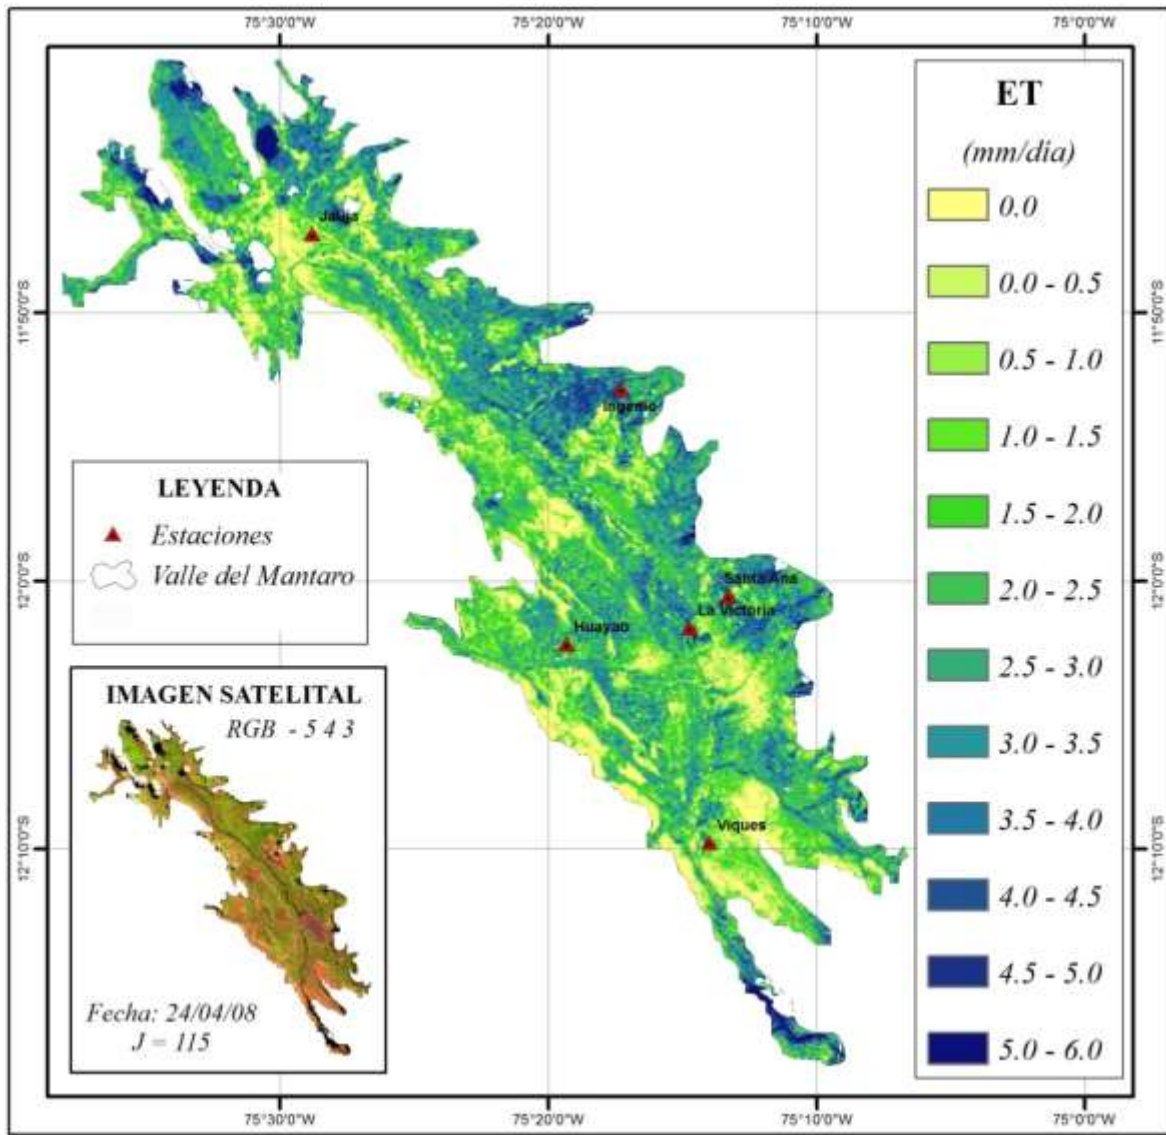 75°30'0"W 75°20'0"W 75°10'0"W 75°0'0"W
11°50'0"S
12°0'0"S
12°10'0"S
Jauja
Ingenio
Santa Ana
La Victoria
Huayao
Viques
LEYENDA
Estaciones
Valle del Mantaro
IMAGEN SATELITAL
RGB - 5 4 3
Fecha: 24/04/08
J = 115
ET
(mm/día)
0.0
0.0 - 0.5
0.5 - 1.0
1.0 - 1.5
1.5 - 2.0
2.0 - 2.5
2.5 - 3.0
3.0 - 3.5
3.5 - 4.0
4.0 - 4.5
4.5 - 5.0
5.0 - 6.0
11°50'0"S
12°0'0"S
12°10'0"S
75°30'0"W 75°20'0"W 75°10'0"W 75°0'0"W